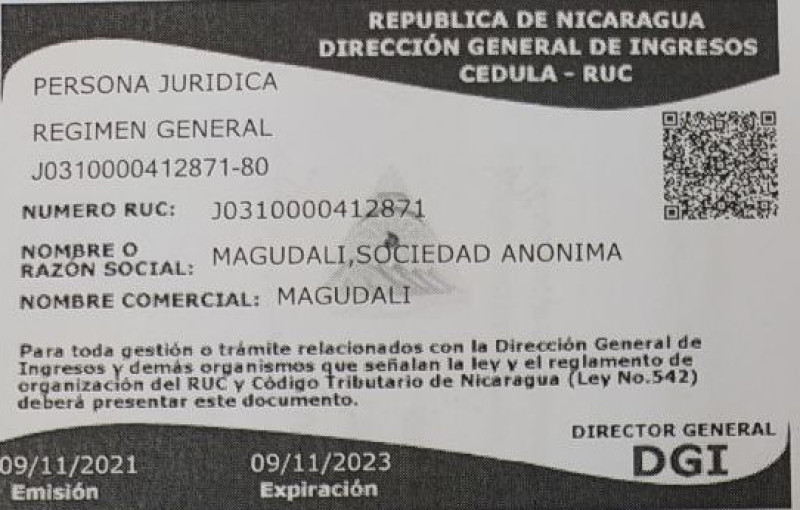 REPUBLICA DE NICARAGUA
DIRECCIÓN GENERAL DE INGRESOS
CEDULA - RUC
PERSONA JURIDICA
REGIMEN GENERAL
J0310000412871-80
NUMERO RUC: J0310000412871
NOMBRE O
RAZÓN SOCIAL: MAGUDALI,SOCIEDAD ANONIMA
NOMBRE COMERCIAL: MAGUDALI
Para toda gestión o trámite relacionados con la Dirección General de
Ingresos y demás organismos que señalan la ley y el reglamento de
organización del RUC y Código Tributario de Nicaragua (Ley No.542)
deberá presentar este documento.
DIRECTOR GENERAL
DGI
09/11/2021 09/11/2023
Emisión Expiración